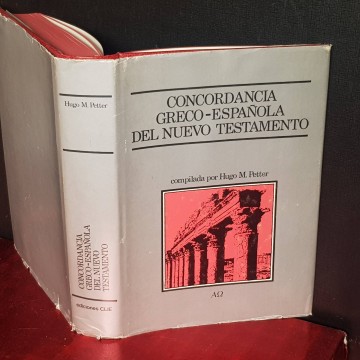 Hugo M. Petter
CONCORDANCIA
GRECO-ESPAÑOLA
DEL NUEVO
TESTAMENTO
ediciones CLIE
CONCORDANCIA
GRECO-ESPAÑOLA
DEL NUEVO TESTAMENTO
compilada por Hugo M. Petter
ΑΩ